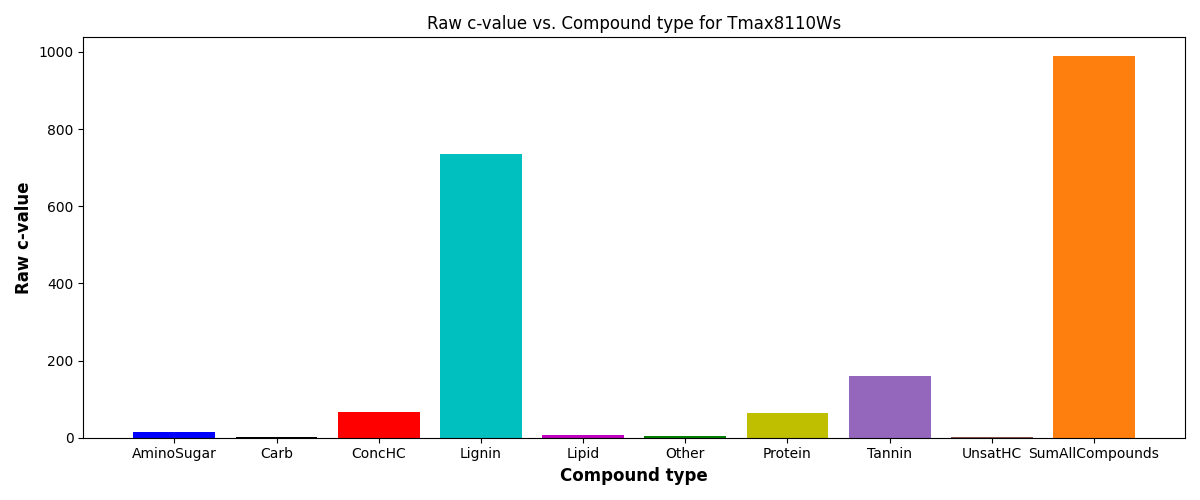 Raw c-value vs. Compound type for Tmax8110Ws
1000
800
600
400
200
0
Raw c-value
AminoSugar Carb ConcHC Lignin Lipid Other Protein Tannin UnsatHC SumAllCompounds
Compound type